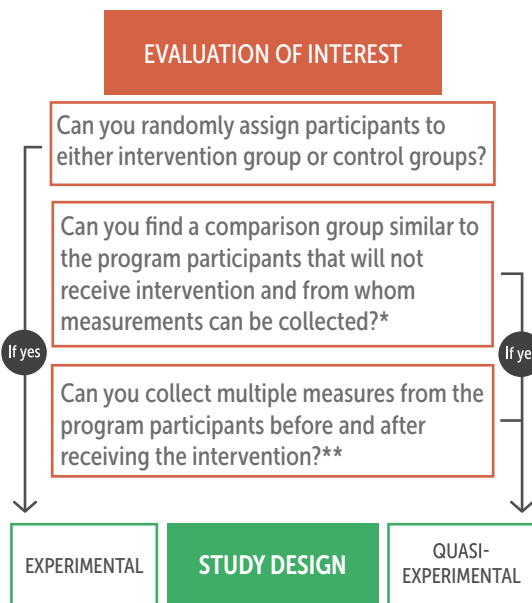 EVALUATION OF INTEREST
Can you randomly assign participants to
either intervention group or control groups?
Can you find a comparison group similar to
the program participants that will not
receive intervention and from whom
measurements can be collected?*
If yes
If ye
Can you collect multiple measures from the
program participants before and after
receiving the intervention?**
EXPERIMENTAL
STUDY DESIGN
QUASI-
EXPERIMENTAL